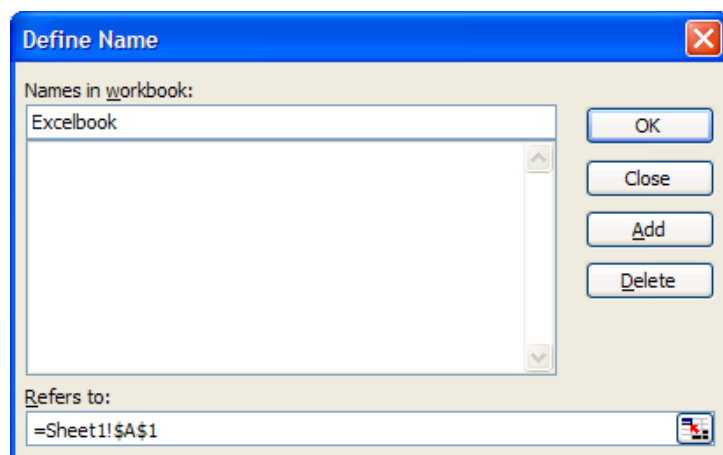 Define Name
Names in workbook:
Excelbook
OK
Close
Add
Delete
Refers to:
=Sheet1!$A$1